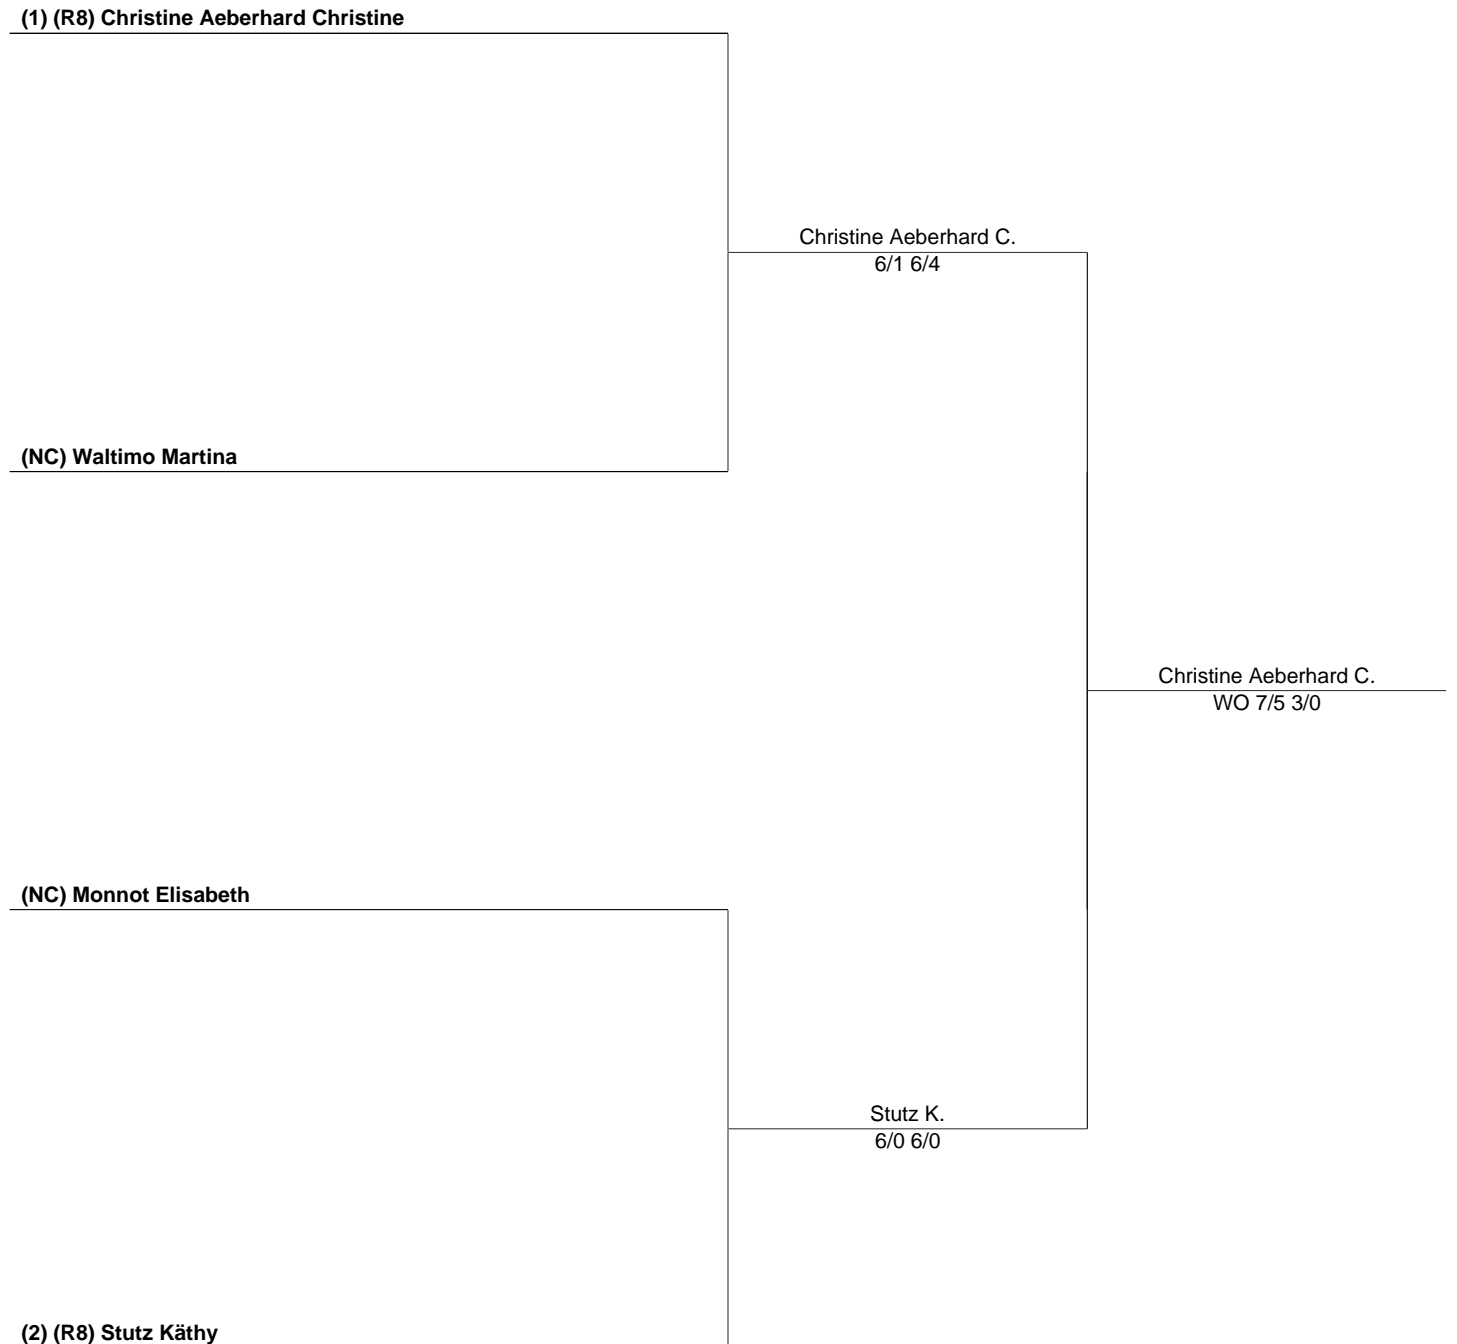 (1) (R8) Christine Aeberhard Christine
Christine Aeberhard C.
6/1 6/4
(NC) Waltimo Martina
Christine Aeberhard C.
WO 7/5 3/0
(NC) Monnot Elisabeth
Stutz K.
6/0 6/0
(2) (R8) Stutz Käthy